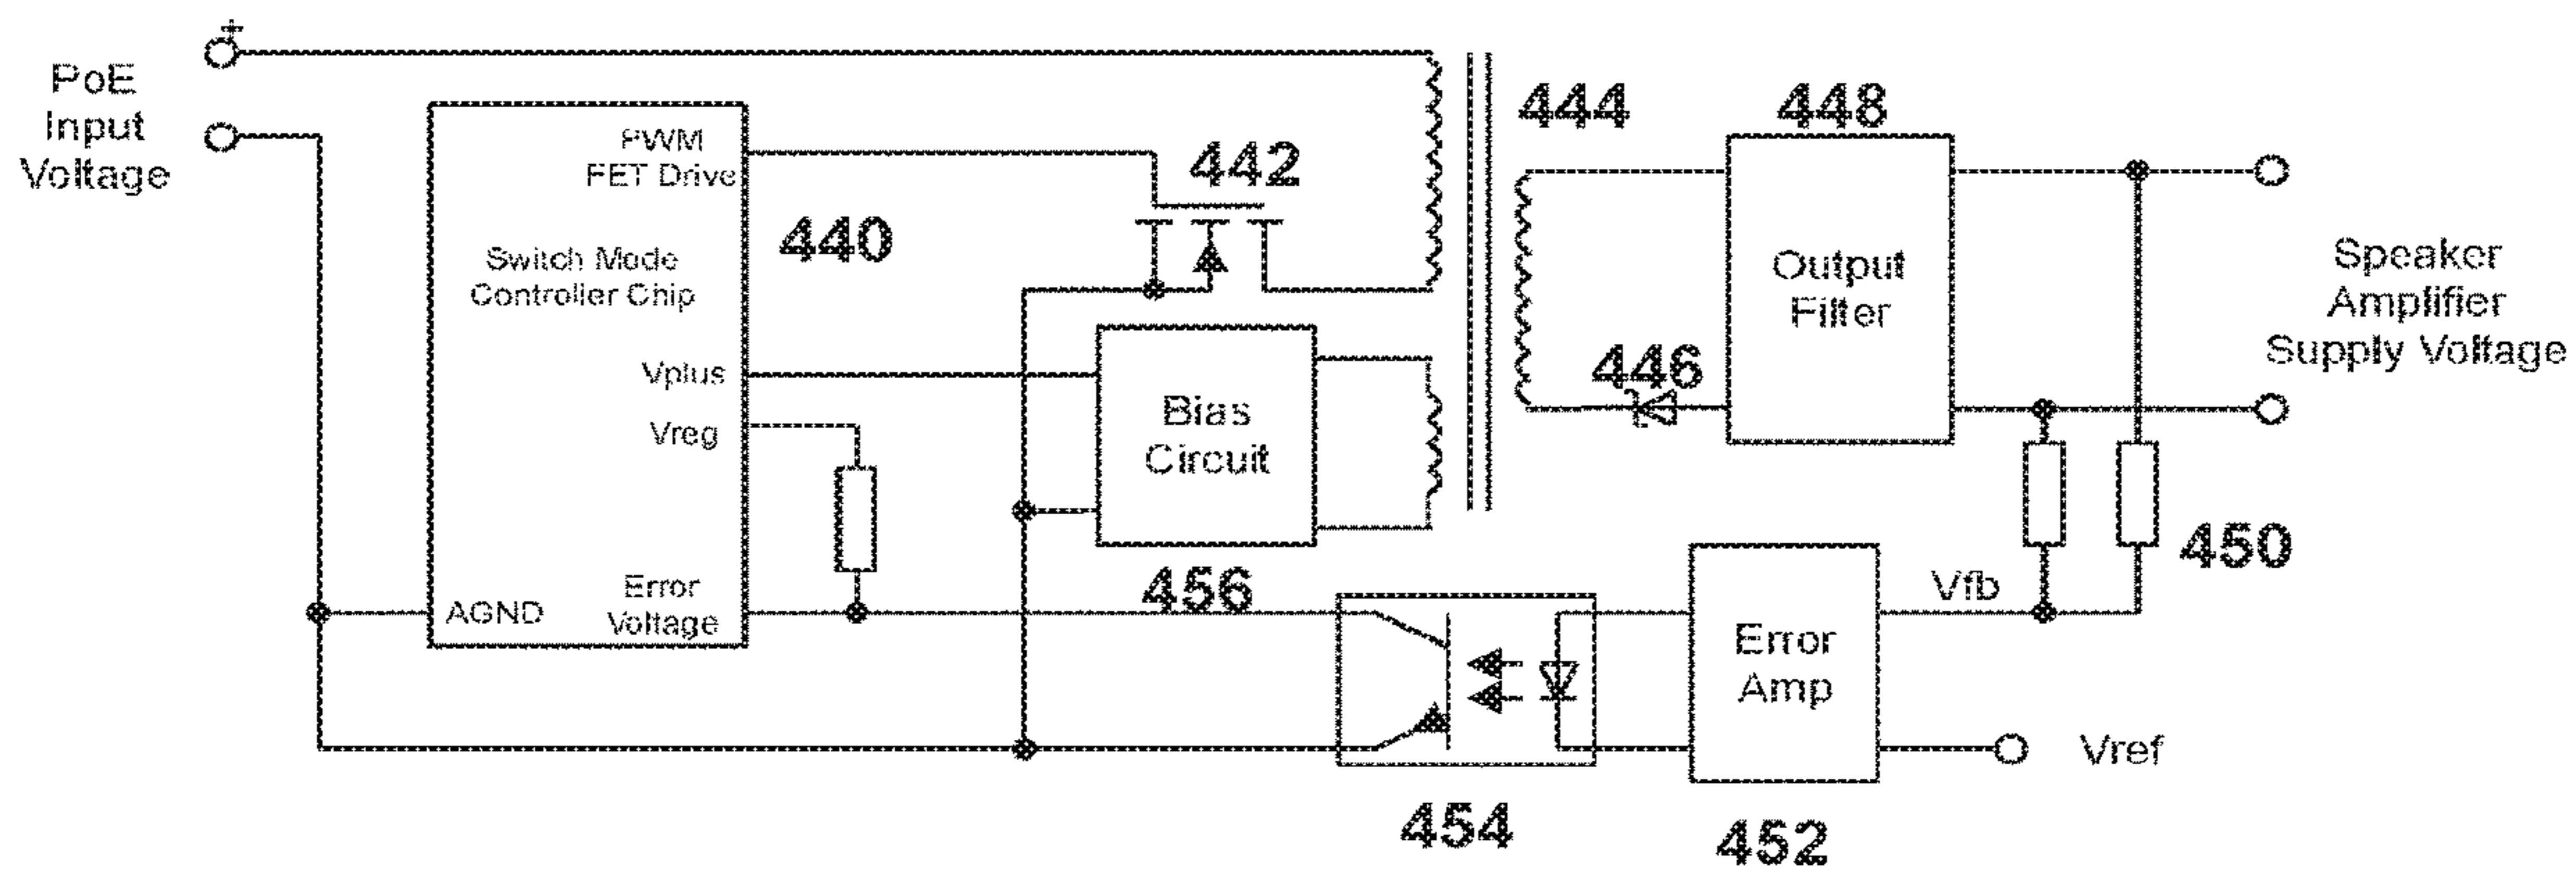 +
PoE
Input
Voltage
PWM
FET Drive
Switch Mode
Controller Chip
Vplus
Vreg
Error
Voltage
AGND
440
442
444
448
Output
Filter
446
Bias
Circuit
456
Speaker
Amplifier
Supply Voltage
450
Vfb
Error
Amp
Vref
454
452